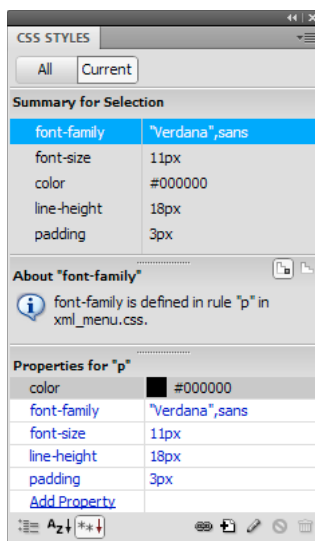 CSS STYLES
All Current
Summary for Selection
font-family "Verdana",sans
font-size 11px
color #000000
line-height 18px
padding 3px
About "font-family"
font-family is defined in rule "p" in
xml_menu.css.
Properties for "p"
color #000000
font-family "Verdana",sans
font-size 11px
line-height 18px
padding 3px
Add Property
AZ↓ **↓